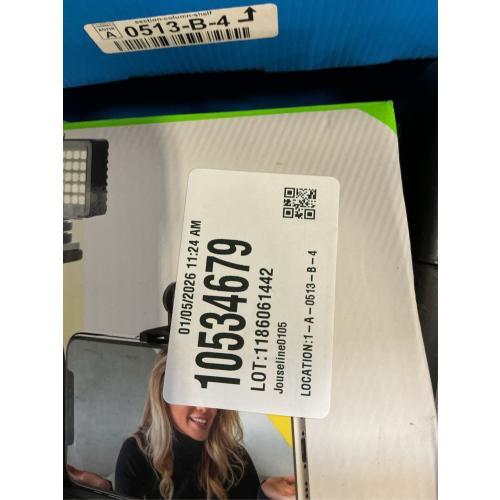 section-column-shelf
A 0513-B-4
01/05/2026 11:24 AM
10534679
LOT:1186061442
Jouseline0105
LOCATION:1-A-0513-B-4